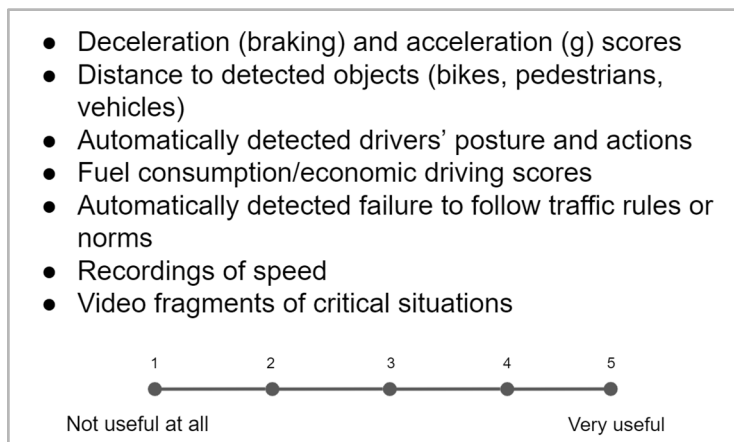 ● Deceleration (braking) and acceleration (g) scores
● Distance to detected objects (bikes, pedestrians,
vehicles)
● Automatically detected drivers’ posture and actions
● Fuel consumption/economic driving scores
● Automatically detected failure to follow traffic rules or
norms
● Recordings of speed
● Video fragments of critical situations
1 2 3 4 5
Not useful at all Very useful